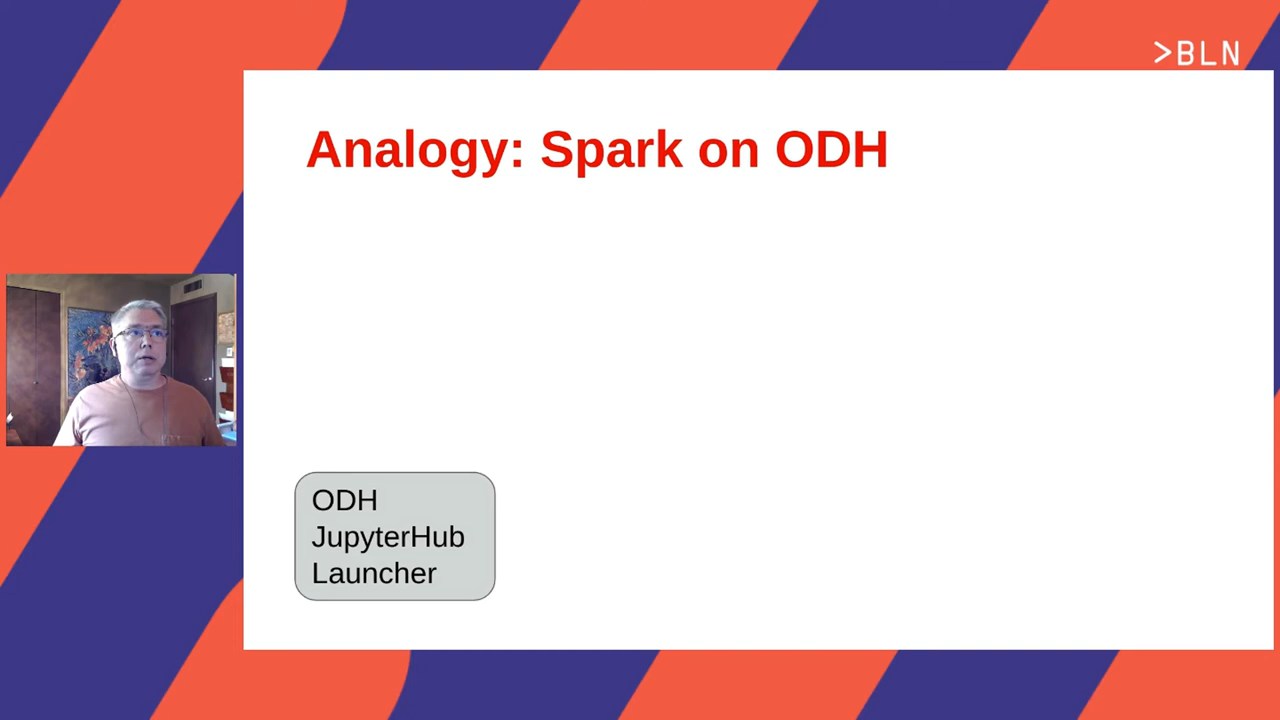 >BLN
Analogy: Spark on ODH
ODH
JupyterHub
Launcher